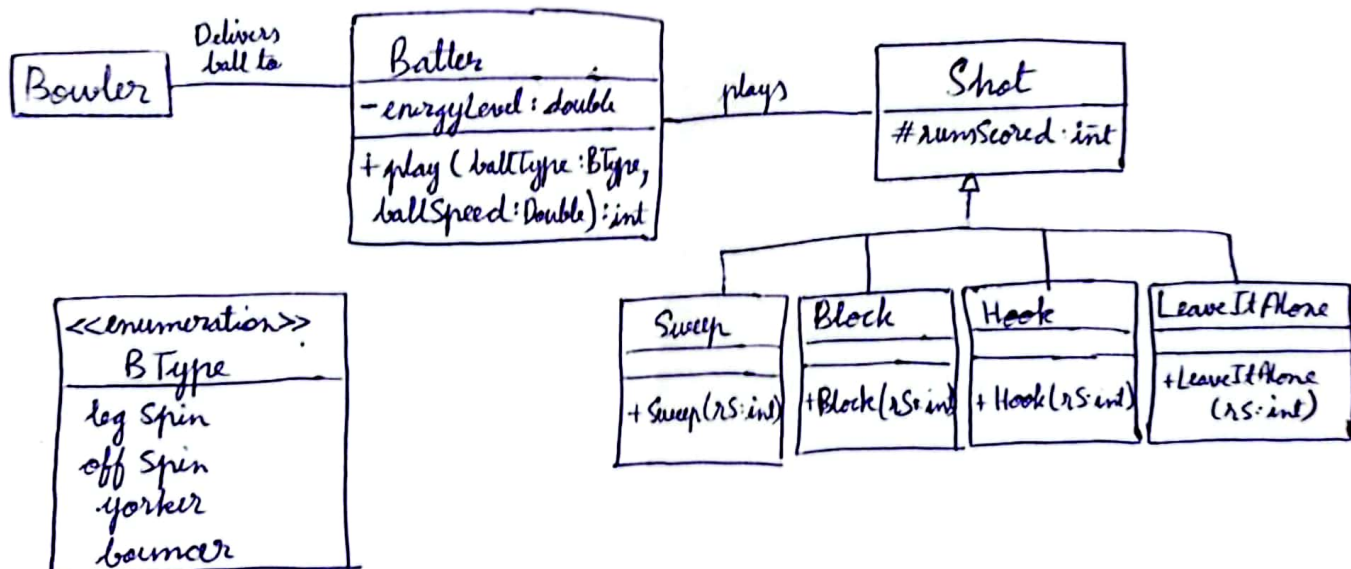 Bowler
Delivers
ball to
Batter
- energyLevel : double
+ play ( ballType : BType,
ballSpeed : Double) : int
plays
Shot
# runsScored : int
<<enumeration>>
BType
leg spin
off spin
yorker
bouncer
Sweep
+ Sweep(rS:int)
Block
+Block(rS:int)
Hook
+ Hook(rS:int)
LeaveItAlone
+LeaveItAlone
(rS:int)